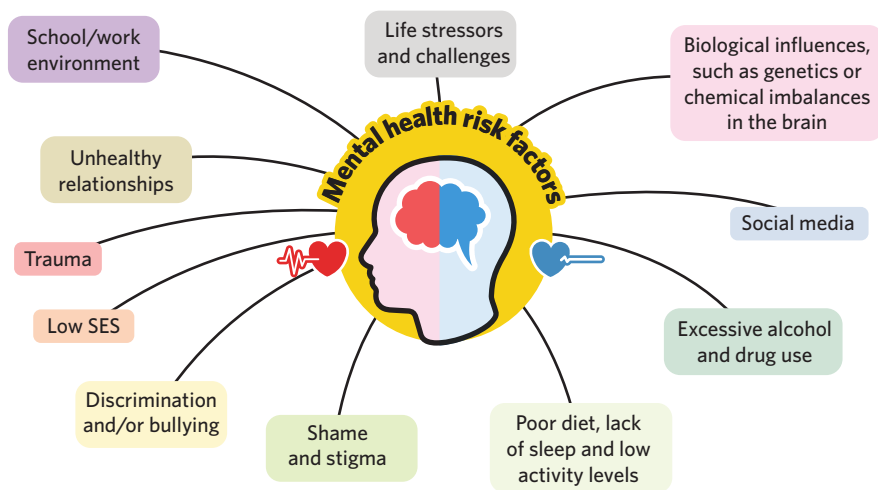 Mental health risk factors
Life stressors
and challenges
Biological influences,
such as genetics or
chemical imbalances
in the brain
Social media
Excessive alcohol
and drug use
Poor diet, lack
of sleep and low
activity levels
Shame
and stigma
Discrimination
and/or bullying
Low SES
Trauma
Unhealthy
relationships
School/work
environment